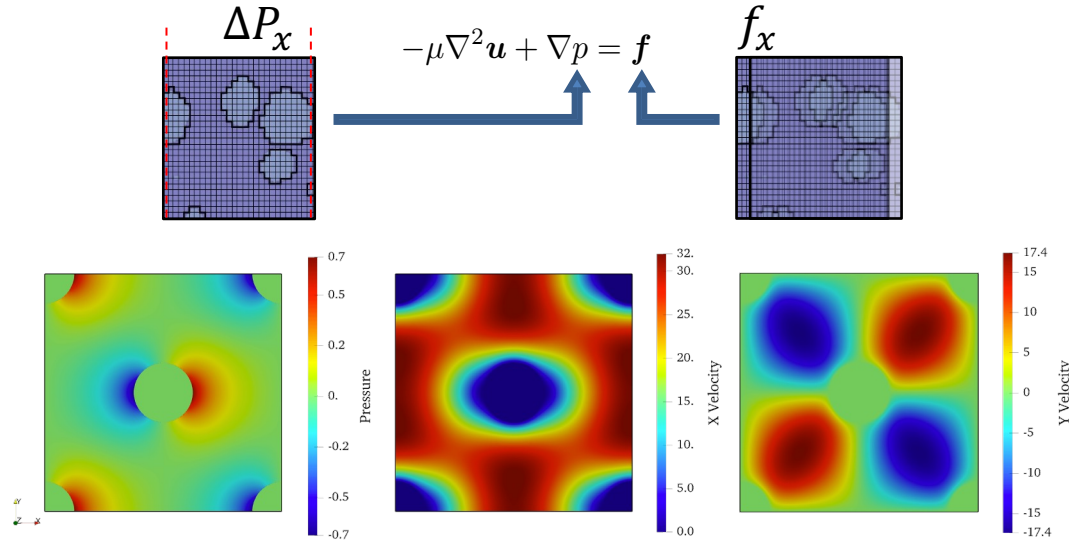 ΔPₓ
−μ∇²u + ∇p = f
fₓ
0.7
0.5
0.2
0.
-0.2
-0.5
-0.7
Pressure
32.
30.
25.
20.
15.
10.
5.0
0.0
X Velocity
17.4
15
10
5
0
-5
-10
-15
-17.4
Y Velocity
Y
Z
X